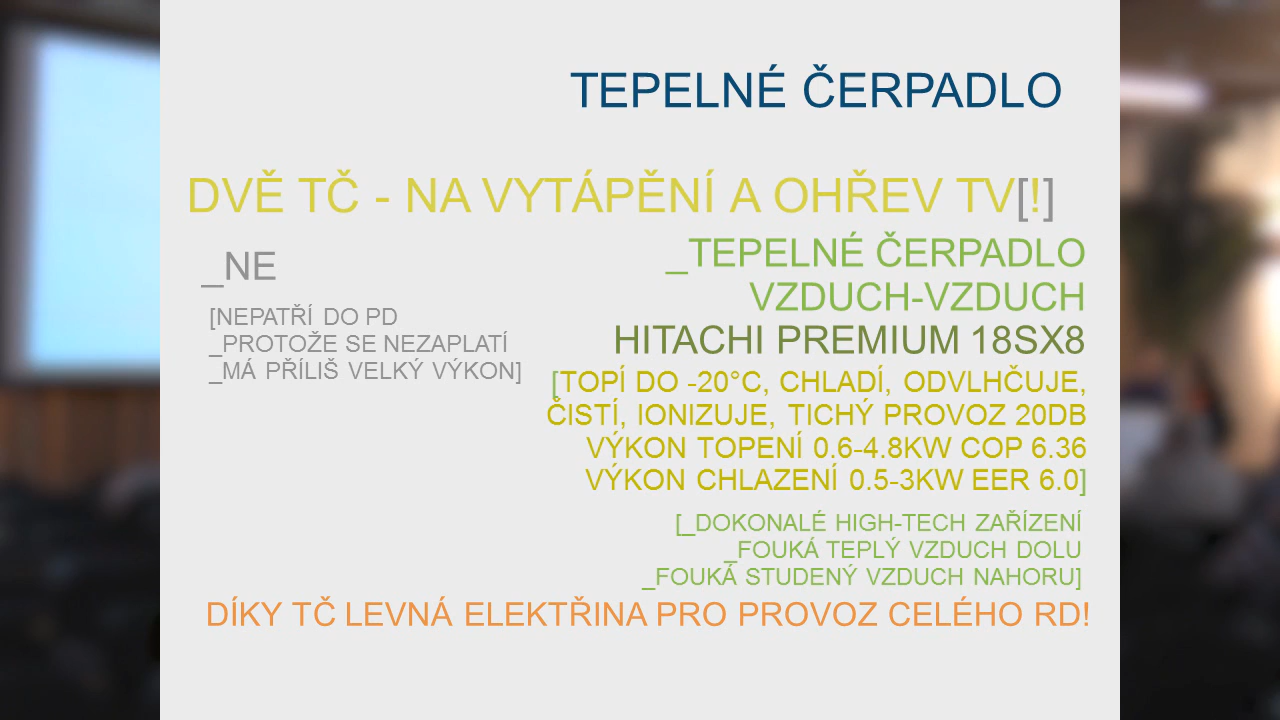 TEPELNÉ ČERPADLO
DVĚ TČ - NA VYTÁPĚNÍ A OHŘEV TV[!]
_NE
[NEPATŘÍ DO PD
_PROTOŽE SE NEZAPLATÍ
_MÁ PŘÍLIŠ VELKÝ VÝKON]
_TEPELNÉ ČERPADLO
VZDUCH-VZDUCH
HITACHI PREMIUM 18SX8
[TOPÍ DO -20°C, CHLADÍ, ODVLHČUJE,
ČISTÍ, IONIZUJE, TICHÝ PROVOZ 20DB
VÝKON TOPENÍ 0.6-4.8KW COP 6.36
VÝKON CHLAZENÍ 0.5-3KW EER 6.0]
[_DOKONALÉ HIGH-TECH ZAŘÍZENÍ
_FOUKÁ TEPLÝ VZDUCH DOLU
_FOUKÁ STUDENÝ VZDUCH NAHORU]
DÍKY TČ LEVNÁ ELEKTŘINA PRO PROVOZ CELÉHO RD!